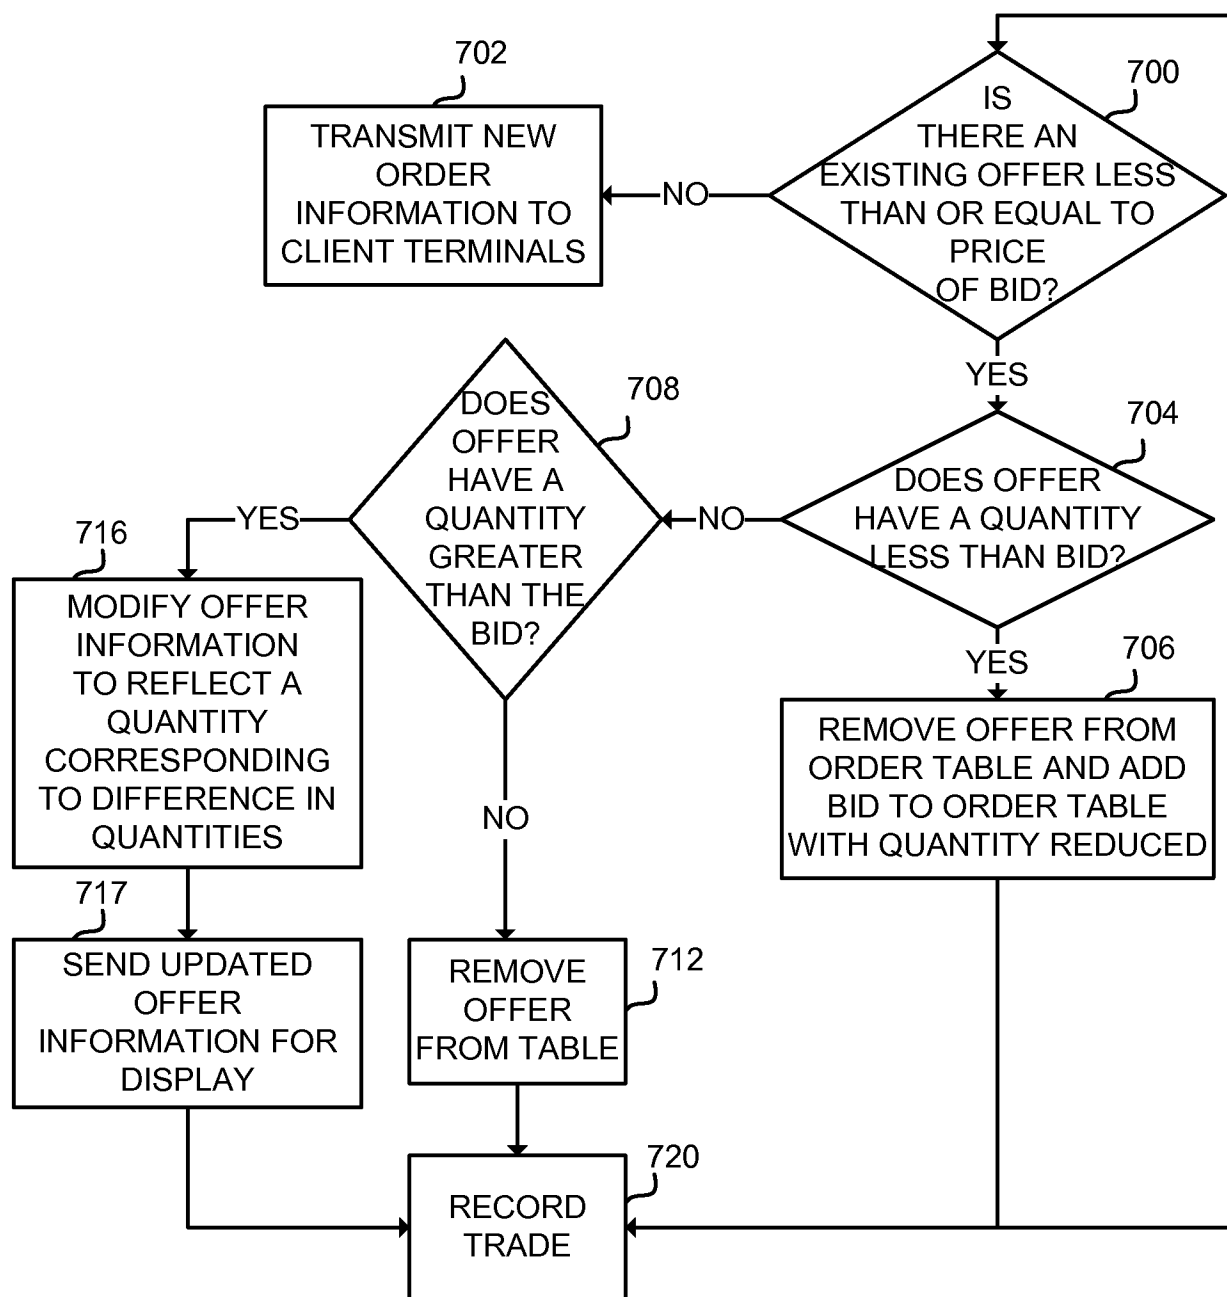 702
TRANSMIT NEW
ORDER
INFORMATION TO
CLIENT TERMINALS
NO
700
IS
THERE AN
EXISTING OFFER LESS
THAN OR EQUAL TO
PRICE
OF BID?
YES
704
DOES OFFER
HAVE A QUANTITY
LESS THAN BID?
NO
708
DOES
OFFER
HAVE A
QUANTITY
GREATER
THAN THE
BID?
YES
716
MODIFY OFFER
INFORMATION
TO REFLECT A
QUANTITY
CORRESPONDING
TO DIFFERENCE IN
QUANTITIES
YES
706
REMOVE OFFER FROM
ORDER TABLE AND ADD
BID TO ORDER TABLE
WITH QUANTITY REDUCED
NO
717
SEND UPDATED
OFFER
INFORMATION FOR
DISPLAY
712
REMOVE
OFFER
FROM TABLE
720
RECORD
TRADE